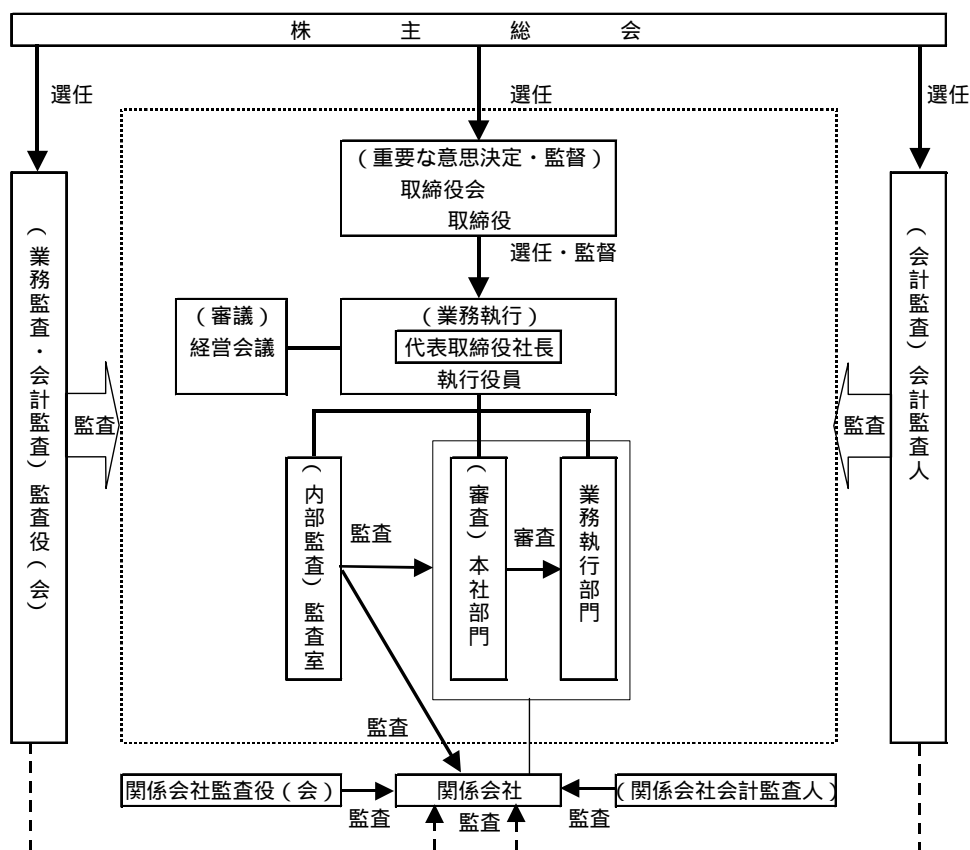 株主総会
選任
選任
選任
（重要な意思決定・監督）
取締役会
取締役
選任・監督
（審議）
経営会議
（業務執行）
代表取締役社長
執行役員
（業務監査・会計監査）監査役（会）
監査
（会計監査）会計監査人
監査
（内部監査）監査室
監査
（審査）本社部門
審査
業務執行部門
監査
関係会社監査役（会）
関係会社
（関係会社会計監査人）
監査
監査
監査